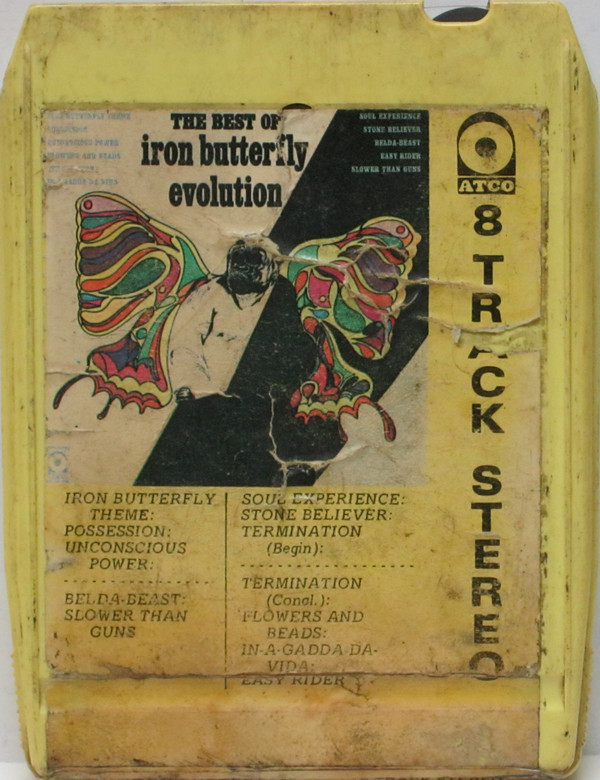 THE BEST OF
iron butterfly
evolution
SOUL EXPERIENCE
STONE BELIEVER
BELDA-BEAST
EASY RIDER
SLOWER THAN GUNS
ATCO
8 TRACK STEREO
IRON BUTTERFLY
THEME:
POSSESSION:
UNCONSCIOUS
POWER:
BELDA-BEAST:
SLOWER THAN
GUNS
SOUL EXPERIENCE:
STONE BELIEVER:
TERMINATION
(Begin):
TERMINATION
(Concl.):
FLOWERS AND
BEADS:
IN-A-GADDA-DA-
VIDA:
EASY RIDER